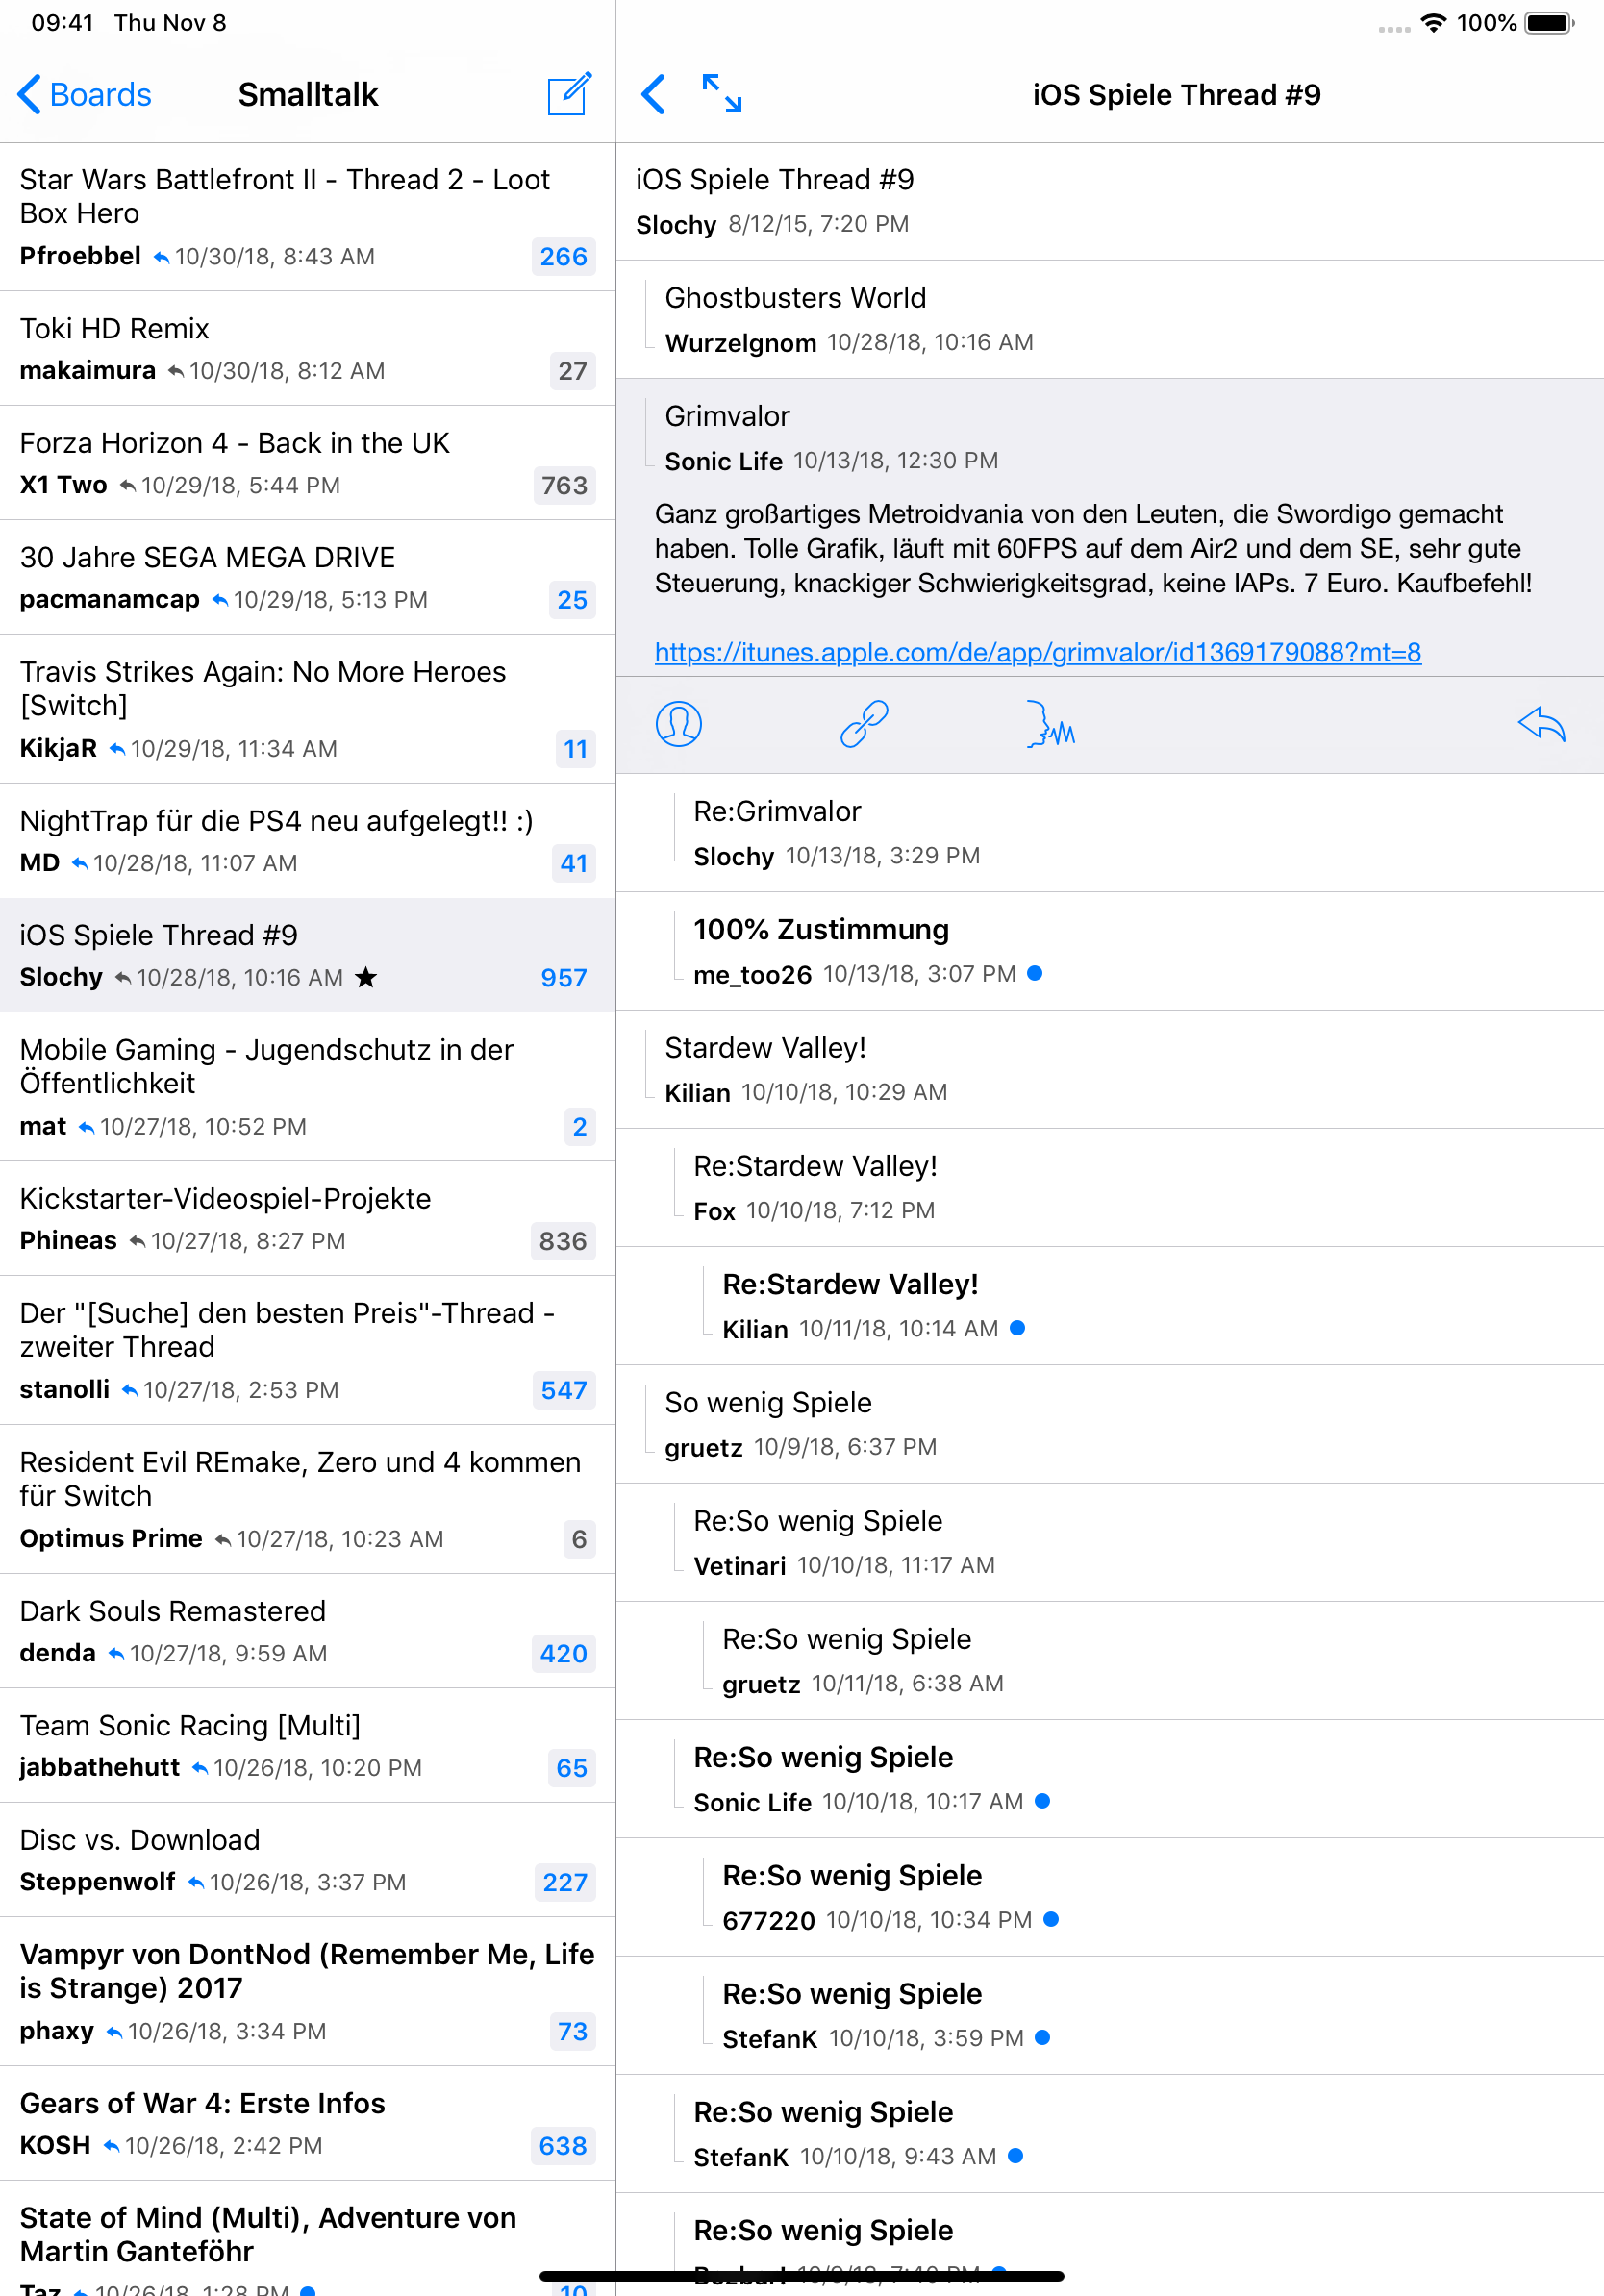 09:41 Thu Nov 8
100%
Boards
Smalltalk
Star Wars Battlefront II - Thread 2 - Loot
Box Hero
Pfroebbel 10/30/18, 8:43 AM 266
Toki HD Remix
makaimura 10/30/18, 8:12 AM 27
Forza Horizon 4 - Back in the UK
X1 Two 10/29/18, 5:44 PM 763
30 Jahre SEGA MEGA DRIVE
pacmanamcap 10/29/18, 5:13 PM 25
Travis Strikes Again: No More Heroes
[Switch]
KikjaR 10/29/18, 11:34 AM 11
NightTrap für die PS4 neu aufgelegt!! :)
MD 10/28/18, 11:07 AM 41
iOS Spiele Thread #9
Slochy 10/28/18, 10:16 AM ★ 957
Mobile Gaming - Jugendschutz in der
Öffentlichkeit
mat 10/27/18, 10:52 PM 2
Kickstarter-Videospiel-Projekte
Phineas 10/27/18, 8:27 PM 836
Der "[Suche] den besten Preis"-Thread -
zweiter Thread
stanolli 10/27/18, 2:53 PM 547
Resident Evil REmake, Zero und 4 kommen
für Switch
Optimus Prime 10/27/18, 10:23 AM 6
Dark Souls Remastered
denda 10/27/18, 9:59 AM 420
Team Sonic Racing [Multi]
jabbathehutt 10/26/18, 10:20 PM 65
Disc vs. Download
Steppenwolf 10/26/18, 3:37 PM 227
Vampyr von DontNod (Remember Me, Life
is Strange) 2017
phaxy 10/26/18, 3:34 PM 73
Gears of War 4: Erste Infos
KOSH 10/26/18, 2:42 PM 638
State of Mind (Multi), Adventure von
Martin Ganteföhr
Taz 10/26/18, 1:28 PM 10
iOS Spiele Thread #9
iOS Spiele Thread #9
Slochy 8/12/15, 7:20 PM
Ghostbusters World
Wurzelgnom 10/28/18, 10:16 AM
Grimvalor
Sonic Life 10/13/18, 12:30 PM
Ganz großartiges Metroidvania von den Leuten, die Swordigo gemacht
haben. Tolle Grafik, läuft mit 60FPS auf dem Air2 und dem SE, sehr gute
Steuerung, knackiger Schwierigkeitsgrad, keine IAPs. 7 Euro. Kaufbefehl!
https://itunes.apple.com/de/app/grimvalor/id1369179088?mt=8
Re:Grimvalor
Slochy 10/13/18, 3:29 PM
100% Zustimmung
me_too26 10/13/18, 3:07 PM
Stardew Valley!
Kilian 10/10/18, 10:29 AM
Re:Stardew Valley!
Fox 10/10/18, 7:12 PM
Re:Stardew Valley!
Kilian 10/11/18, 10:14 AM
So wenig Spiele
gruetz 10/9/18, 6:37 PM
Re:So wenig Spiele
Vetinari 10/10/18, 11:17 AM
Re:So wenig Spiele
gruetz 10/11/18, 6:38 AM
Re:So wenig Spiele
Sonic Life 10/10/18, 10:17 AM
Re:So wenig Spiele
677220 10/10/18, 10:34 PM
Re:So wenig Spiele
StefanK 10/10/18, 3:59 PM
Re:So wenig Spiele
StefanK 10/10/18, 9:43 AM
Re:So wenig Spiele